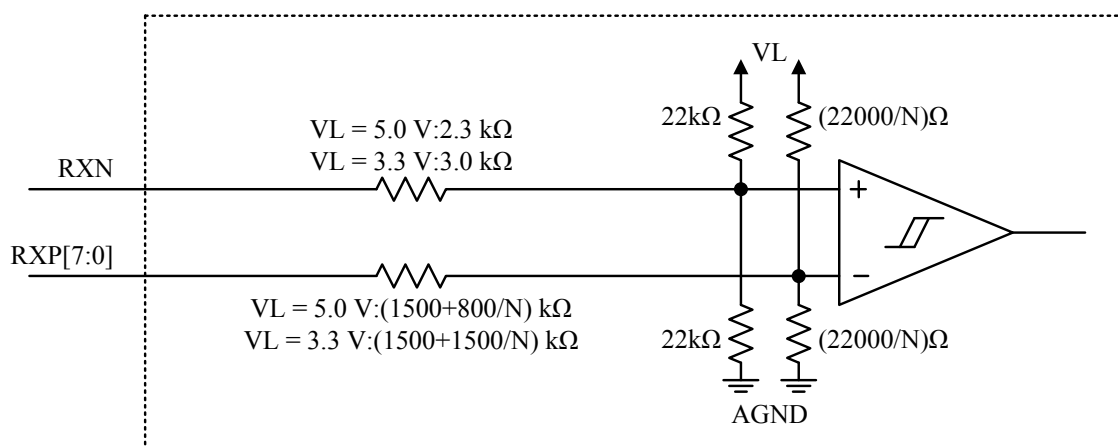 VL
22kΩ
(22000/N)Ω
VL = 5.0 V:2.3 kΩ
VL = 3.3 V:3.0 kΩ
RXN
+
RXP[7:0]
−
VL = 5.0 V:(1500+800/N) kΩ
VL = 3.3 V:(1500+1500/N) kΩ
22kΩ
(22000/N)Ω
AGND